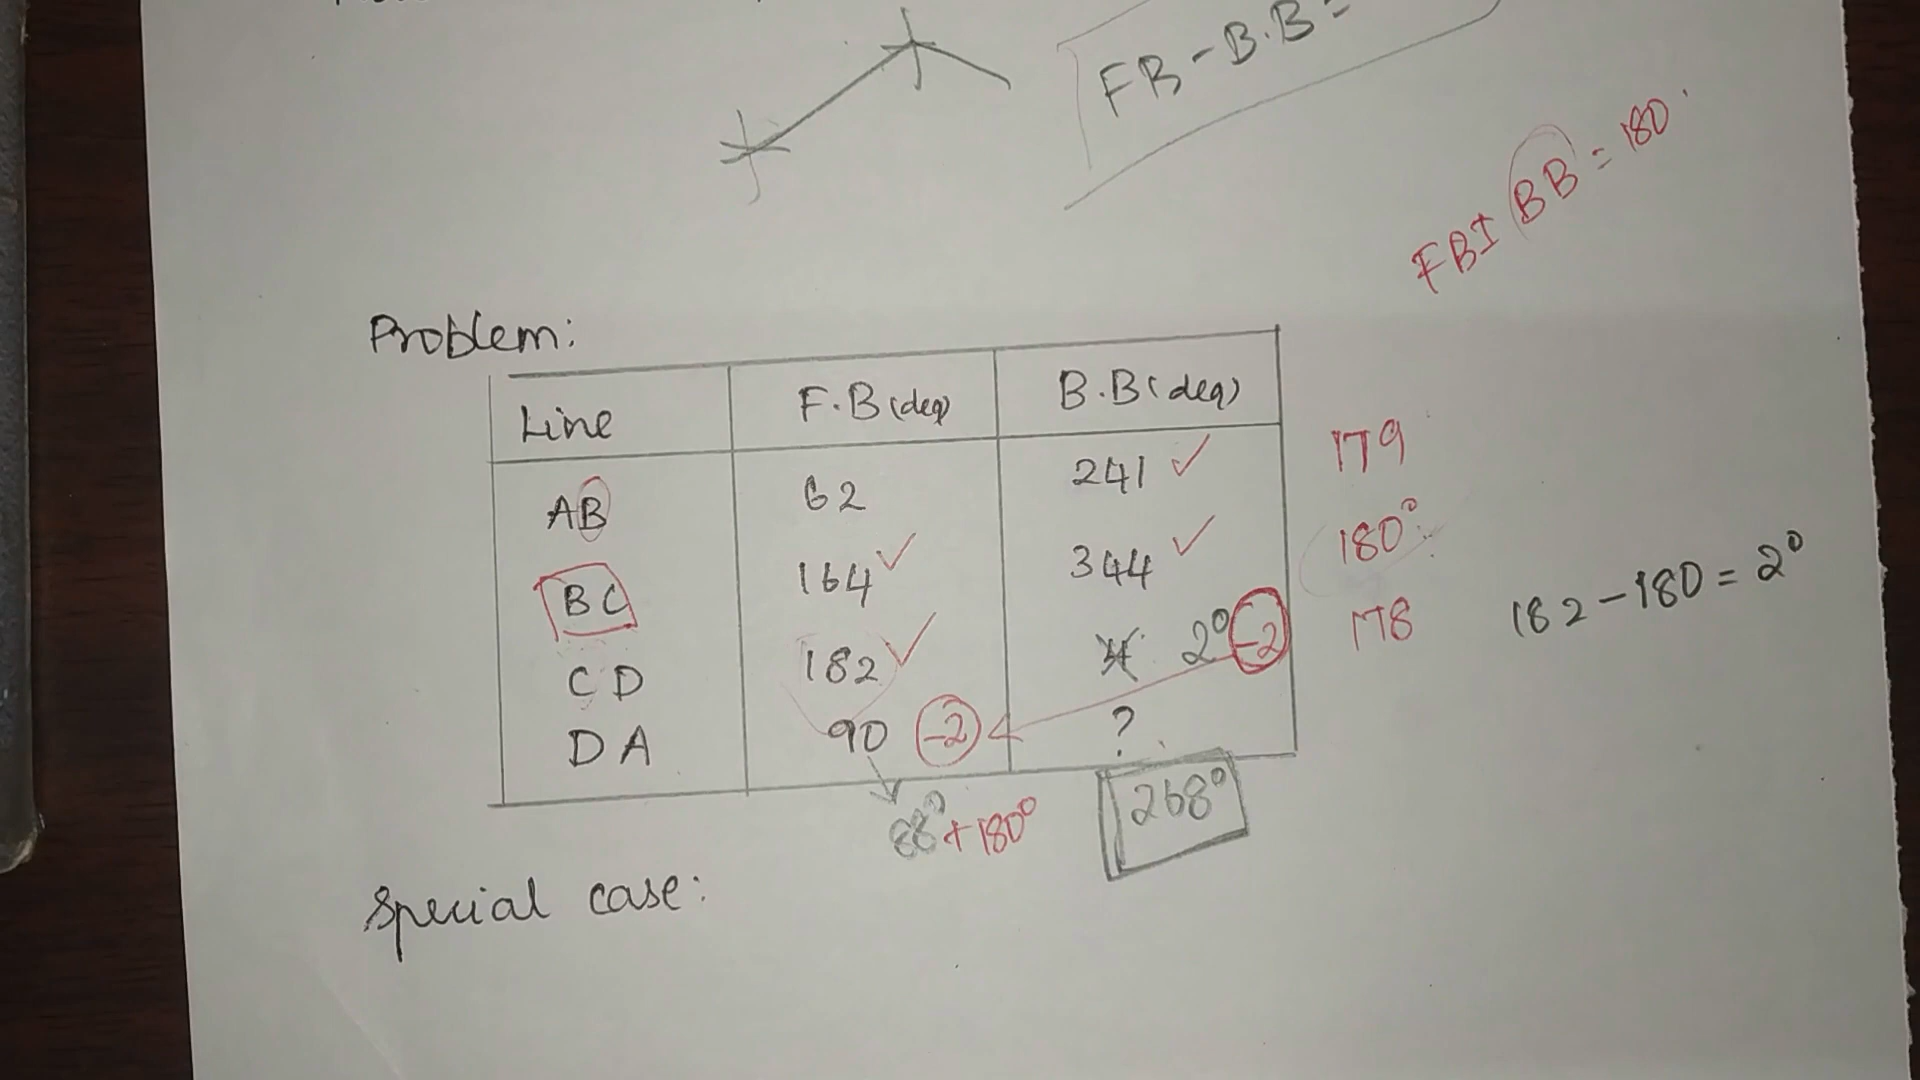 FB - B.B =
FB ± BB = 180°
Problem:
Line F.B (deg) B.B (deg)
AB 62 241 ✓ 179
BC 164 ✓ 344 ✓ 180°
CD 182 ✓ 2° -2 178
182 - 180 = 2°
DA 90 -2 ?
88° + 180° 268°
Special case: